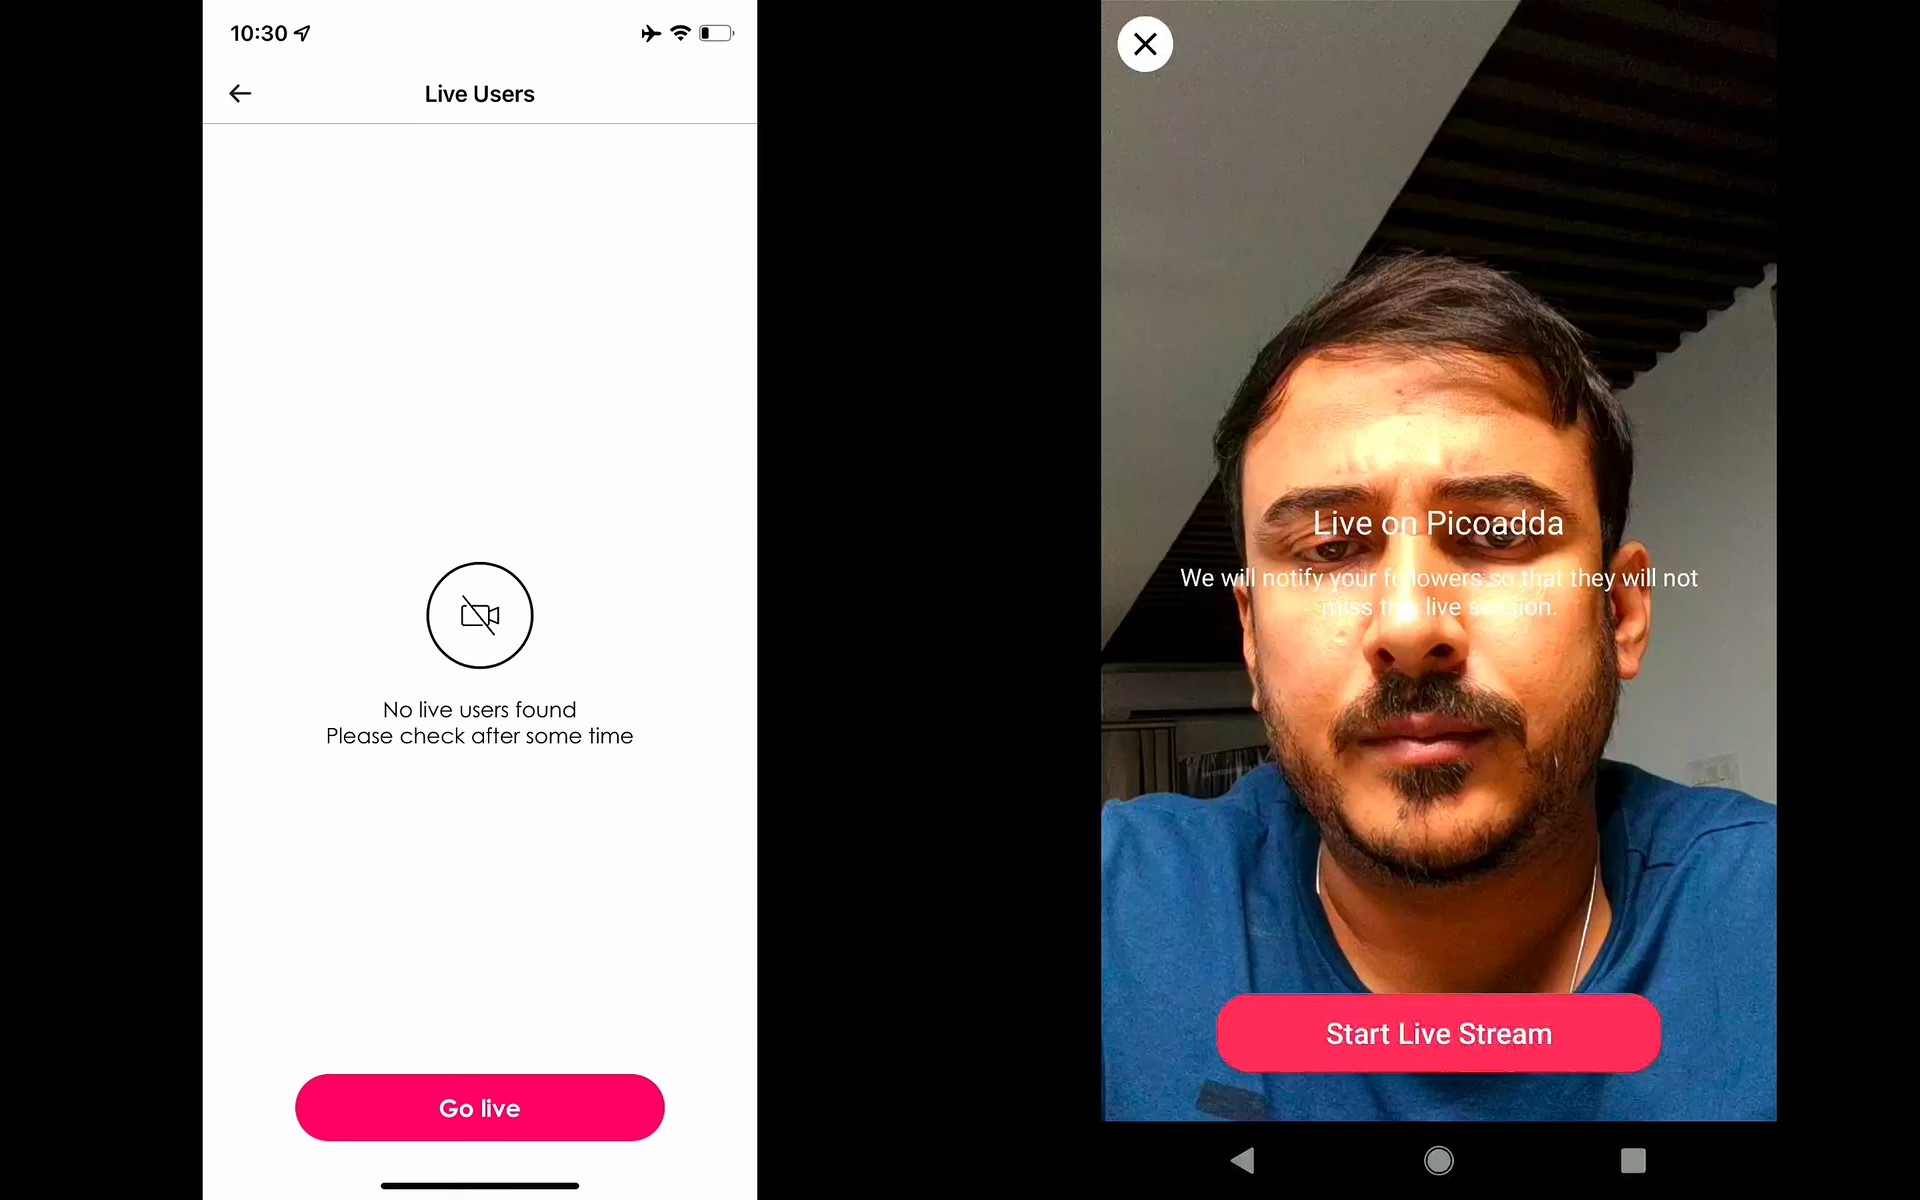 10:30
Live Users
No live users found
Please check after some time
Go live
Live on Picoadda
We will notify your followers so that they will not
miss this live session.
Start Live Stream